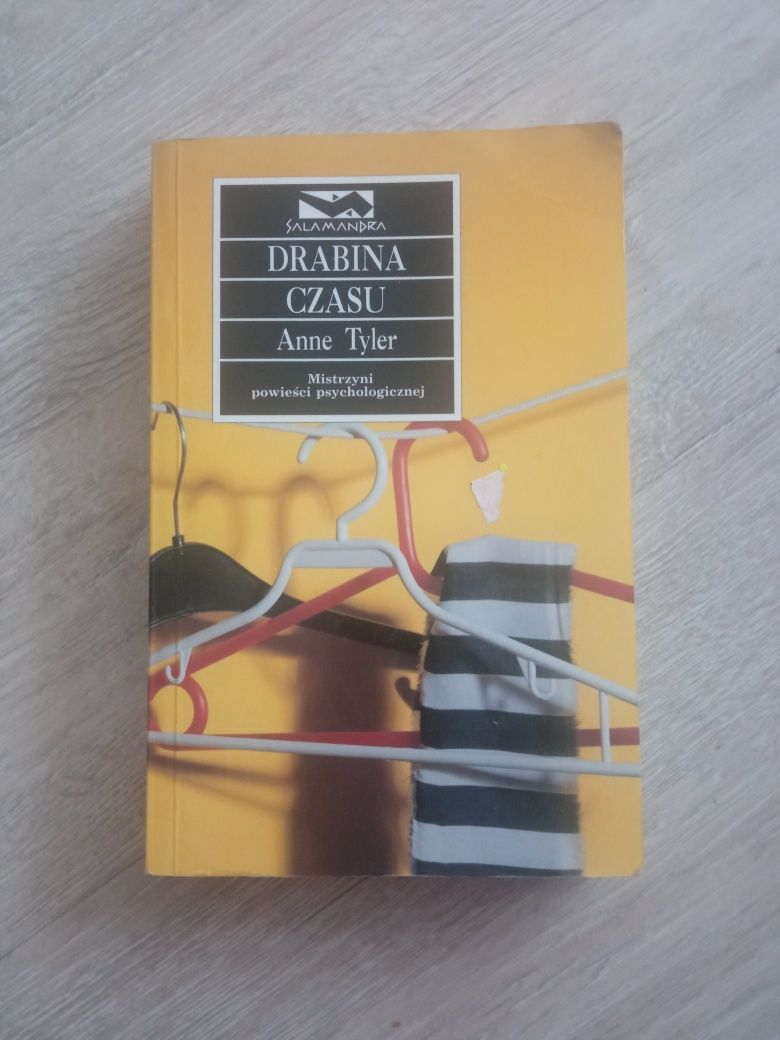 SALAMANDRA
DRABINA
CZASU
Anne Tyler
Mistrzyni
powieści psychologicznej